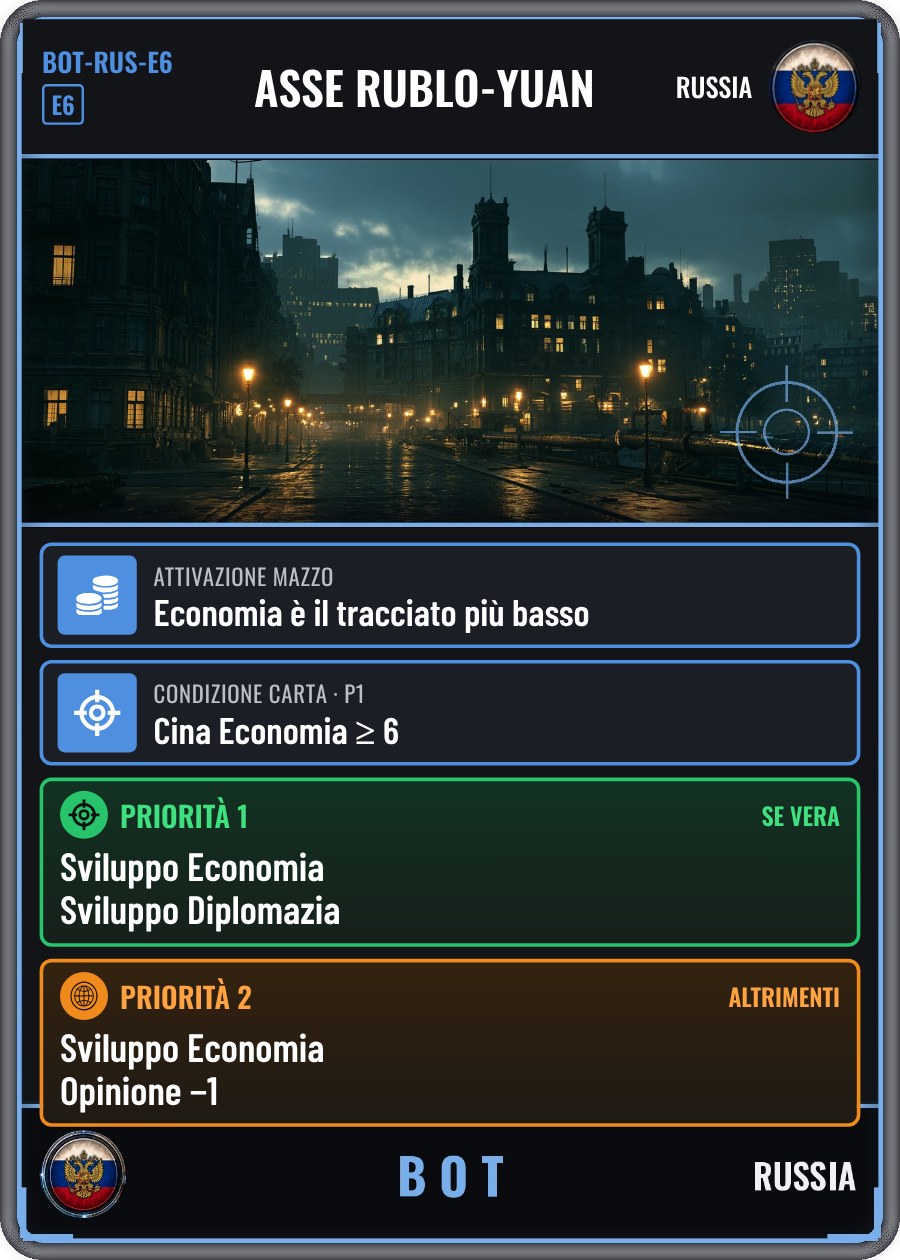 BOT-RUS-E6
E6
ASSE RUBLO-YUAN
RUSSIA
ATTIVAZIONE MAZZO
Economia è il tracciato più basso
CONDIZIONE CARTA · P1
Cina Economia ≥ 6
PRIORITÀ 1
SE VERA
Sviluppo Economia
Sviluppo Diplomazia
PRIORITÀ 2
ALTRIMENTI
Sviluppo Economia
Opinione −1
BOT
RUSSIA